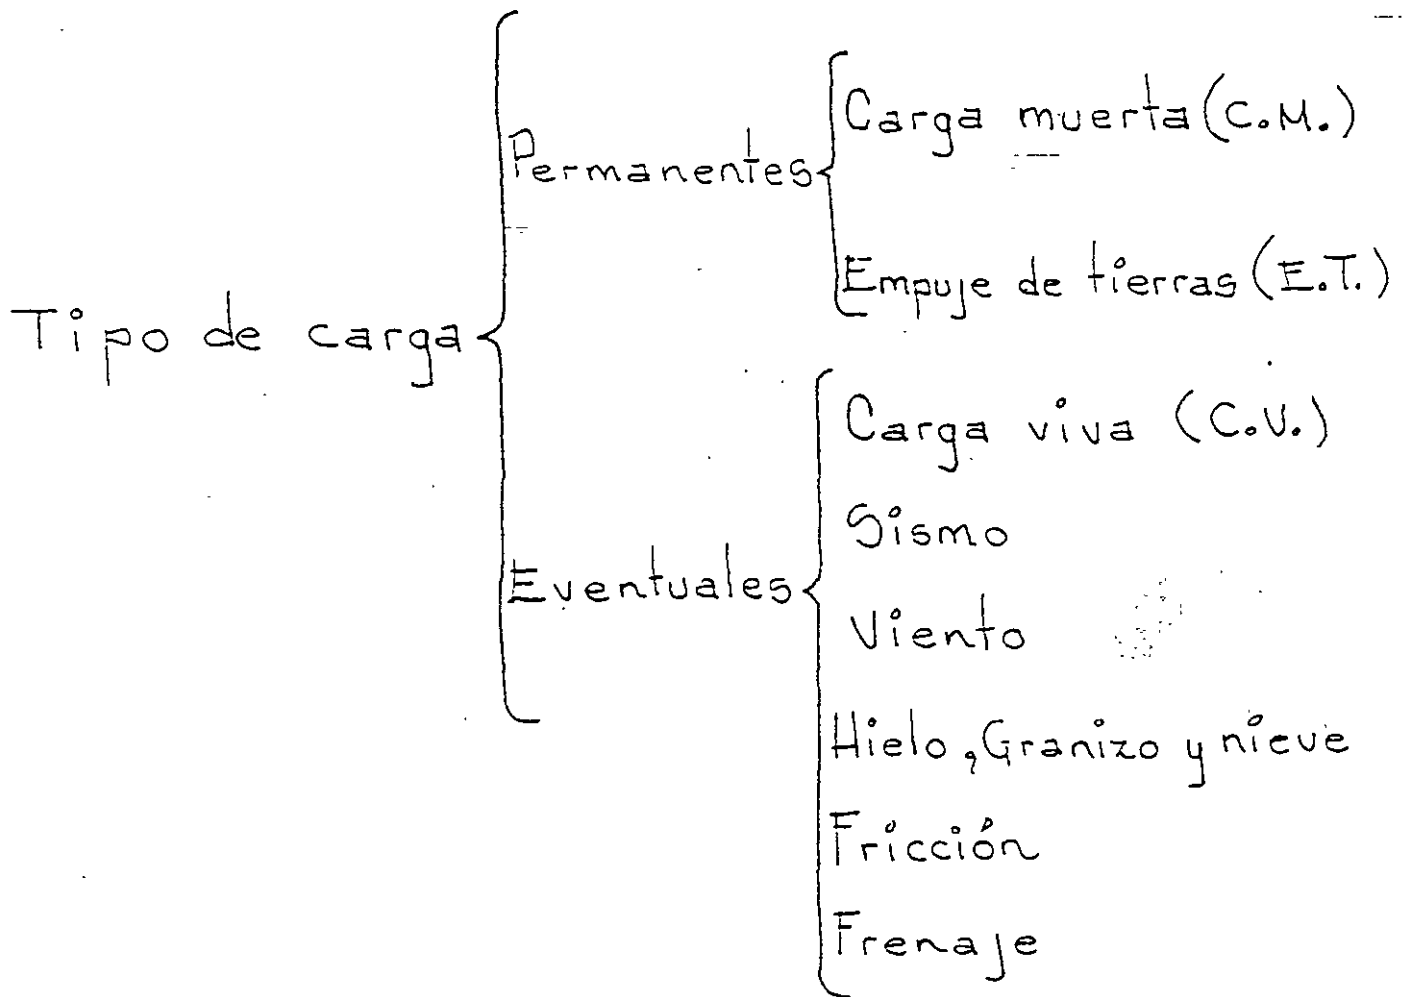 Tipo de carga
Permanentes
Carga muerta (C.M.)
Empuje de tierras (E.T.)
Eventuales
Carga viva (C.V.)
Sismo
Viento
Hielo, Granizo y nieve
Fricción
Frenaje